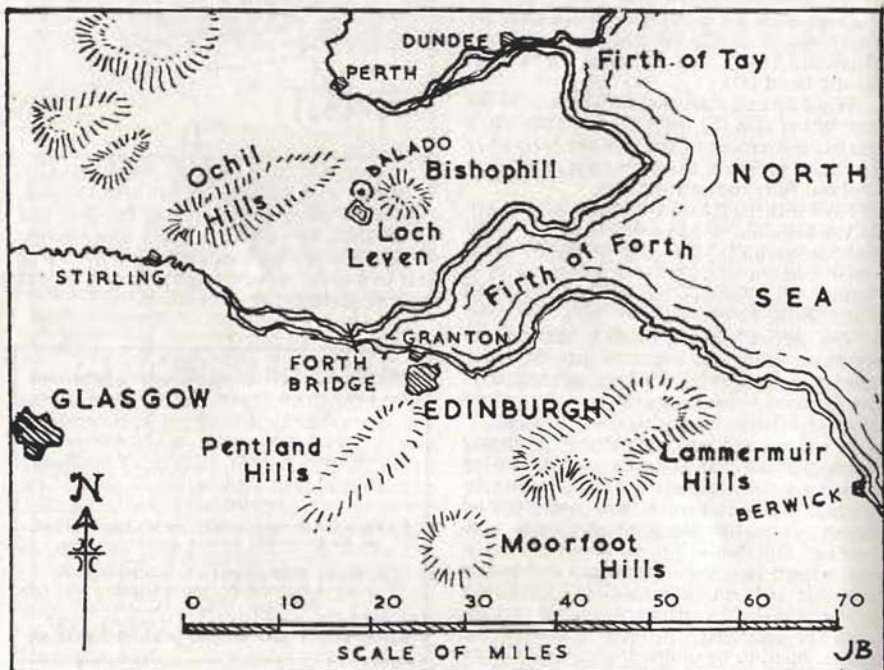 DUNDEE
Firth of Tay
PERTH
BALADO
Ochil
Hills
Bishophill
NORTH
Loch
Leven
Firth of Forth
STIRLING
SEA
GRANTON
FORTH
BRIDGE
GLASGOW
EDINBURGH
Pentland
Hills
Lammermuir
Hills
BERWICK
N
Moorfoot
Hills
0 10 20 30 40 50 60 70
SCALE OF MILES
JB